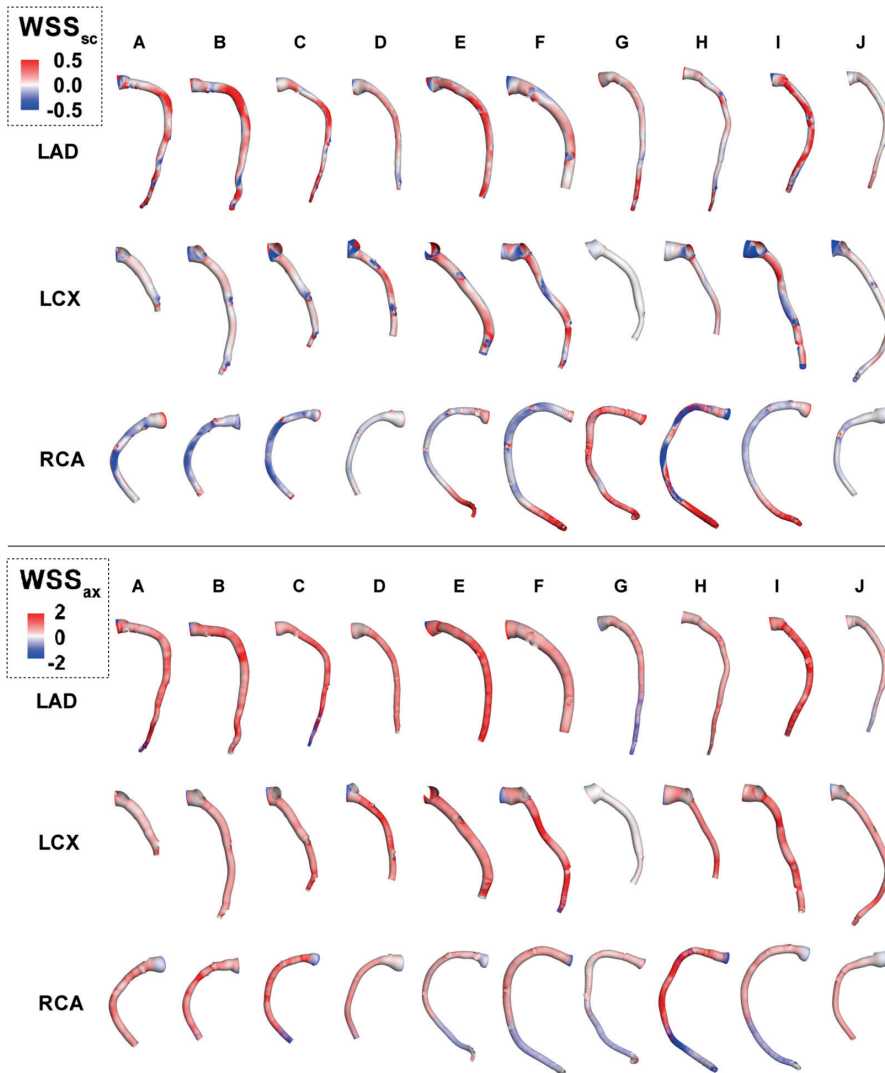 WSSsc
0.5
0.0
-0.5
A B C D E F G H I J
LAD
LCX
RCA
WSSax
2
0
-2
A B C D E F G H I J
LAD
LCX
RCA